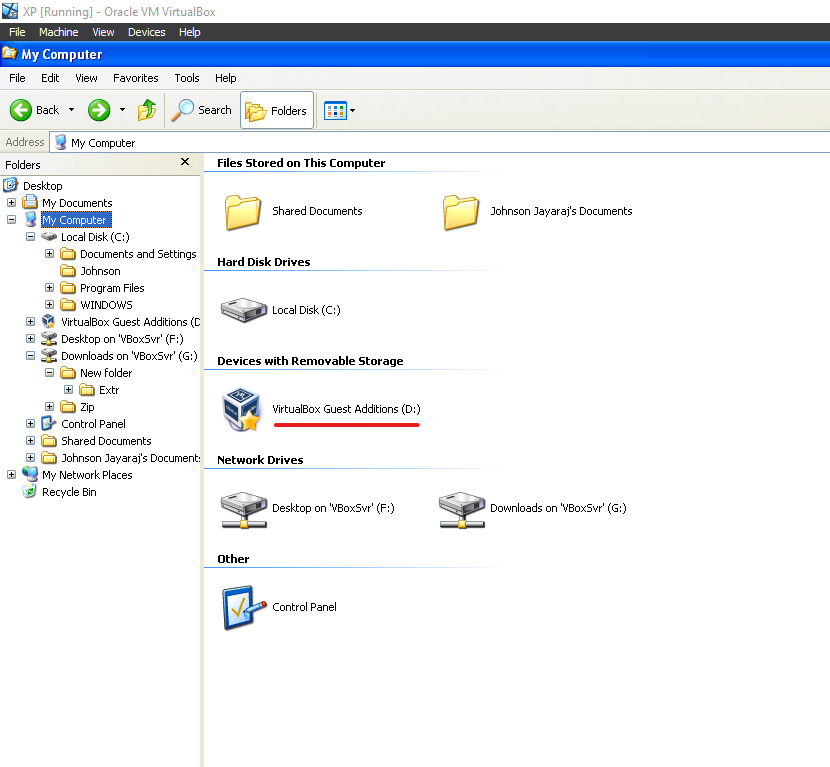 XP [Running] - Oracle VM VirtualBox
File Machine View Devices Help
My Computer
File Edit View Favorites Tools Help
Back Search Folders
Address My Computer
Folders
Desktop
My Documents
My Computer
Local Disk (C:)
Documents and Settings
Johnson
Program Files
WINDOWS
VirtualBox Guest Additions (D
Desktop on 'VBoxSvr' (F:)
Downloads on 'VBoxSvr' (G:)
New folder
Extr
Zip
Control Panel
Shared Documents
Johnson Jayaraj's Documents
My Network Places
Recycle Bin
Files Stored on This Computer
Shared Documents Johnson Jayaraj's Documents
Hard Disk Drives
Local Disk (C:)
Devices with Removable Storage
VirtualBox Guest Additions (D:)
Network Drives
Desktop on 'VBoxSvr' (F:) Downloads on 'VBoxSvr' (G:)
Other
Control Panel